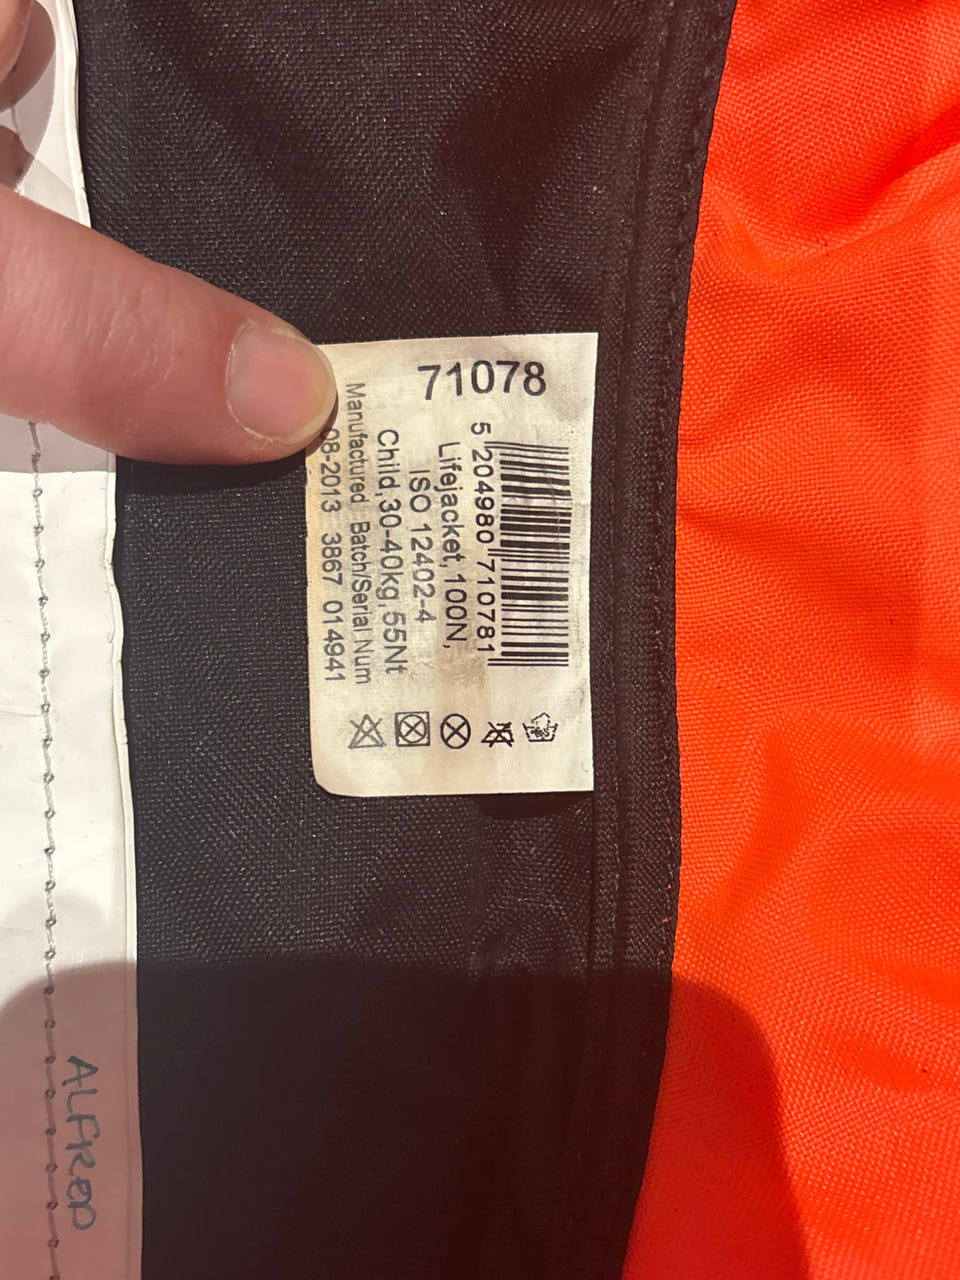 71078
5 204980 710781
Lifejacket, 100N,
ISO 12402-4
Child,30-40kg,55Nt
Manufactured Batch/Serial Num
08-2013 3867 014941
ALFRED